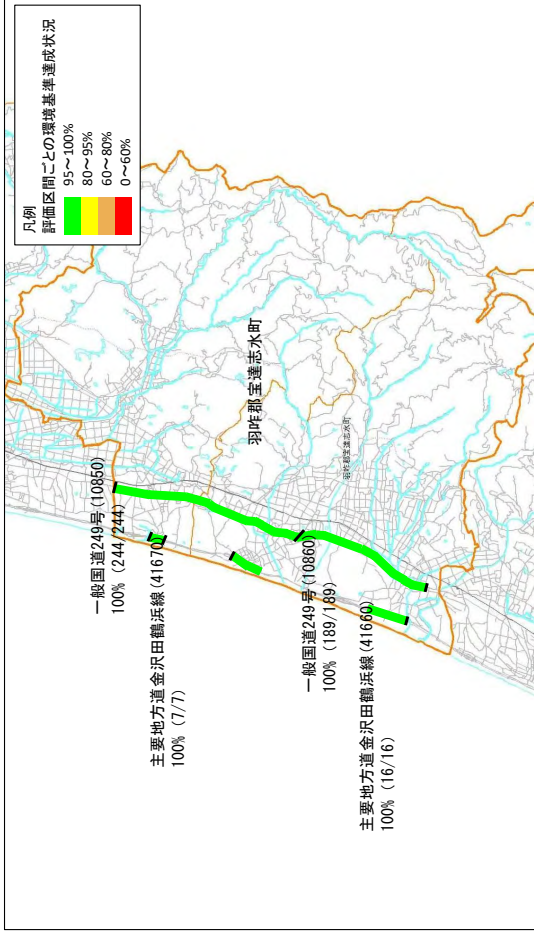 凡例
評価区間ごとの環境基準達成状況
95~100%
80~95%
60~80%
0~60%
一般国道249号(10850)
100% (244/244)
主要地方道金沢田鶴浜線(41670)
100% (7/7)
羽咋郡宝達志水町
羽咋郡宝達志水町
一般国道249号(10860)
100% (189/189)
主要地方道金沢田鶴浜線(41660)
100% (16/16)